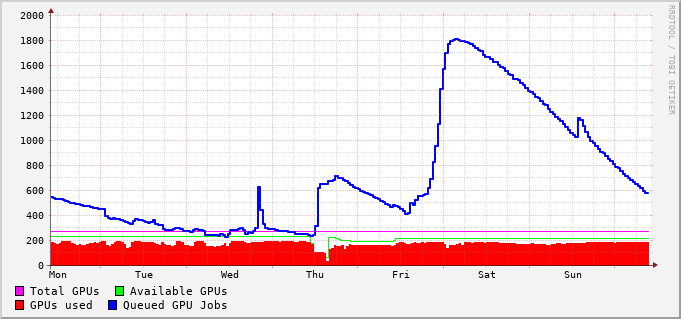 2000
1800
1600
1400
1200
1000
800
600
400
200
0
Mon Tue Wed Thu Fri Sat Sun
Total GPUs Available GPUs
GPUs used Queued GPU Jobs
RRDTOOL / TOBI OETIKER